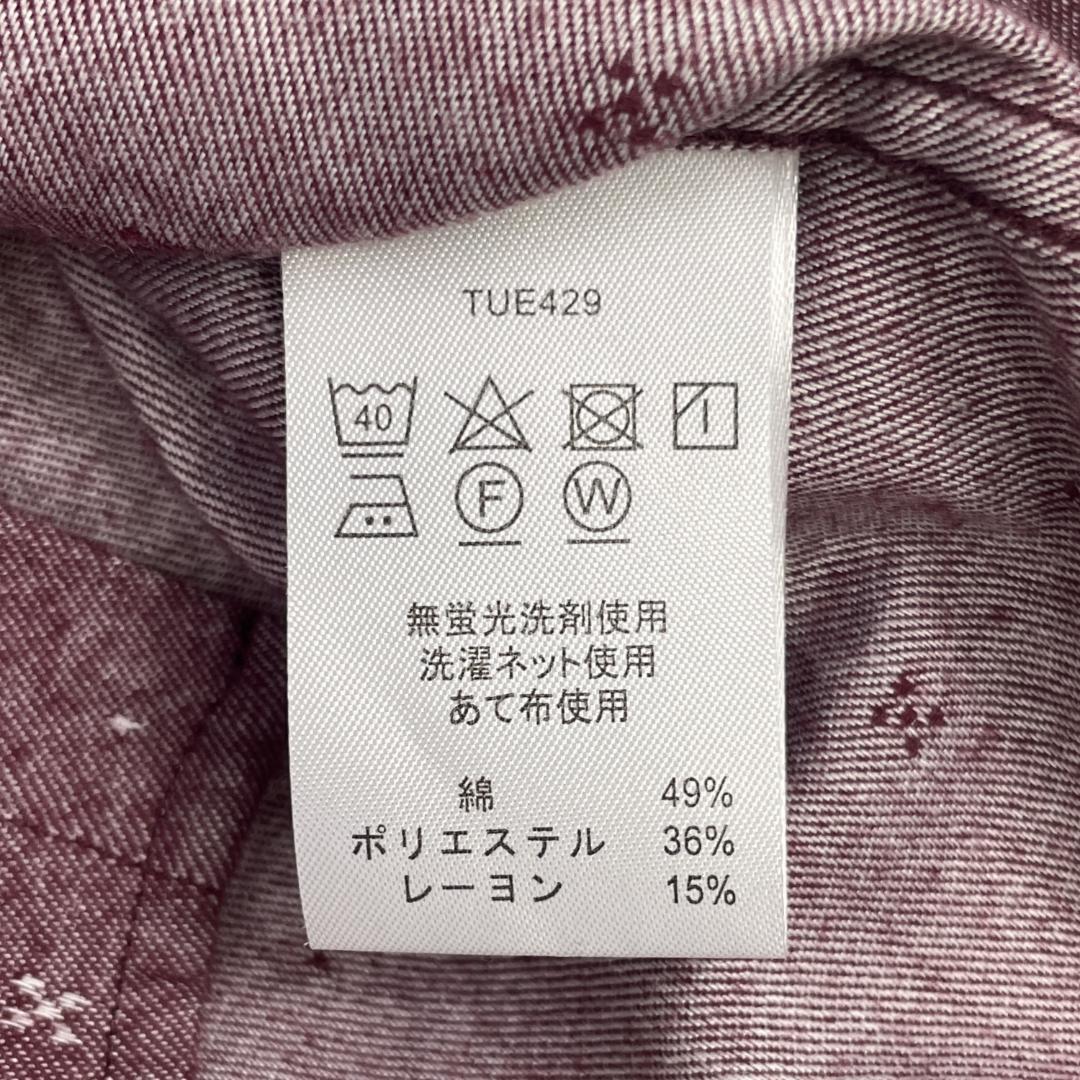 TUE429
40
F W
無蛍光洗剤使用
洗濯ネット使用
あて布使用
綿 49%
ポリエステル 36%
レーヨン 15%